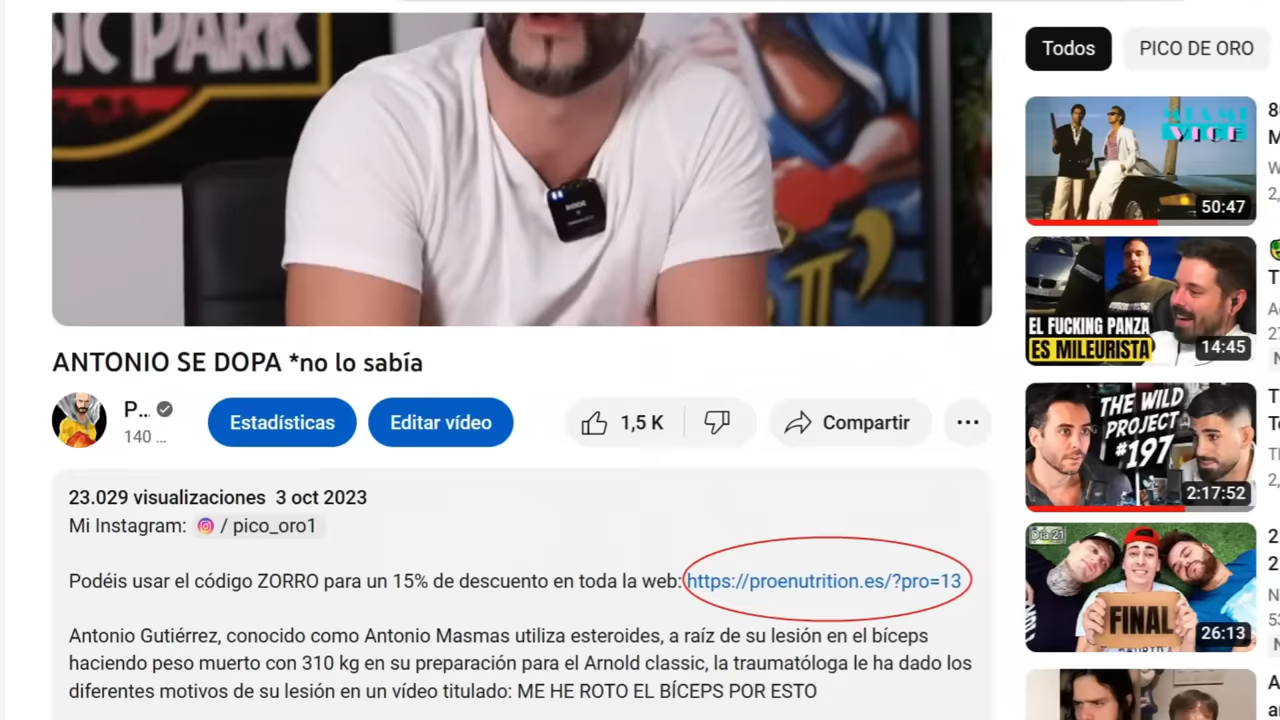 SIC PARK
Todos
PICO DE ORO
MIAMI
VICE
50:47
EL FUCKING PANZA
ES MILEURISTA
14:45
ANTONIO SE DOPA *no lo sabía
P...
140 ...
Estadísticas
Editar vídeo
1,5 K
Compartir
THE WILD
PROJECT
#197
2:17:52
23.029 visualizaciones 3 oct 2023
Mi Instagram: / pico_oro1
Podéis usar el código ZORRO para un 15% de descuento en toda la web: https://proenutrition.es/?pro=13
Día 21
FINAL
26:13
Antonio Gutiérrez, conocido como Antonio Masmas utiliza esteroides, a raíz de su lesión en el bíceps
haciendo peso muerto con 310 kg en su preparación para el Arnold classic, la traumatóloga le ha dado los
diferentes motivos de su lesión en un vídeo titulado: ME HE ROTO EL BÍCEPS POR ESTO